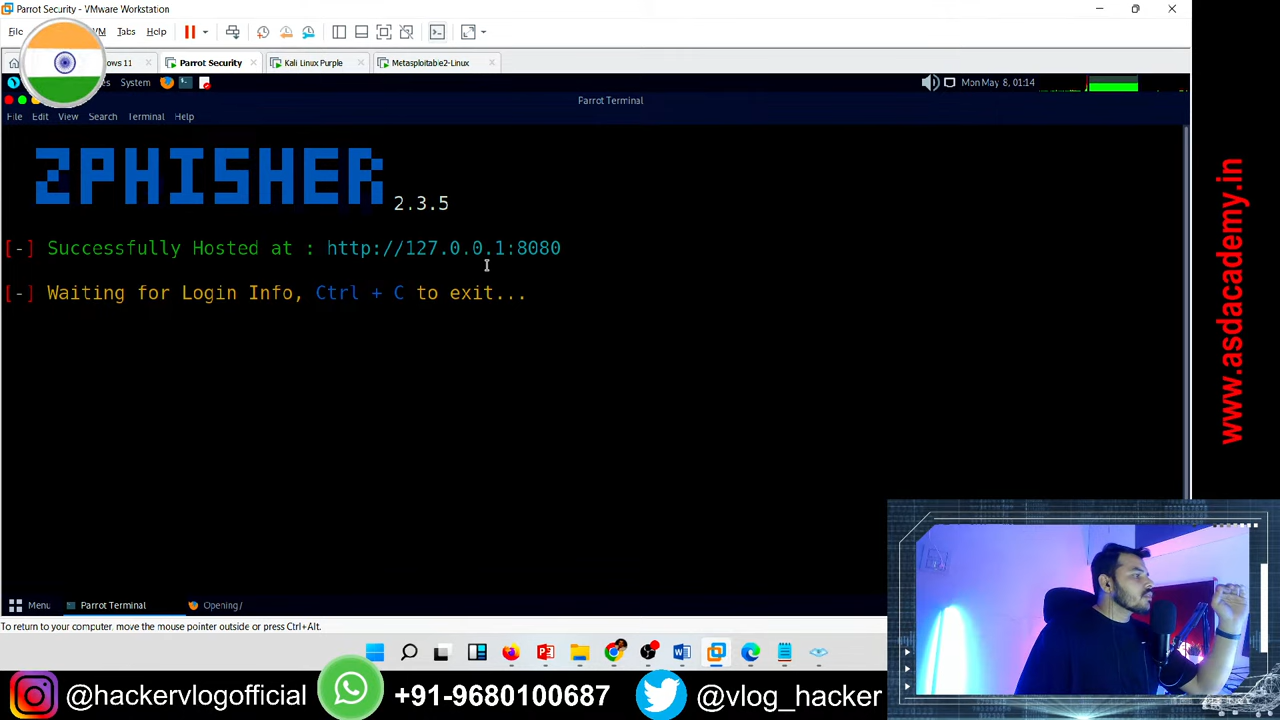 Parrot Security - VMware Workstation
File VM Tabs Help
11 Parrot Security Kali Linux Purple Metasploitable2-Linux
System Mon May 8, 01:14
Parrot Terminal
File Edit View Search Terminal Help
ZPHISHER 2.3.5
[-] Successfully Hosted at : http://127.0.0.1:8080
[-] Waiting for Login Info, Ctrl + C to exit...
www.asdacademy.in
Menu Parrot Terminal Opening /
To return to your computer, move the mouse pointer outside or press Ctrl+Alt.
@hackervlogofficial +91-9680100687 @vlog_hacker